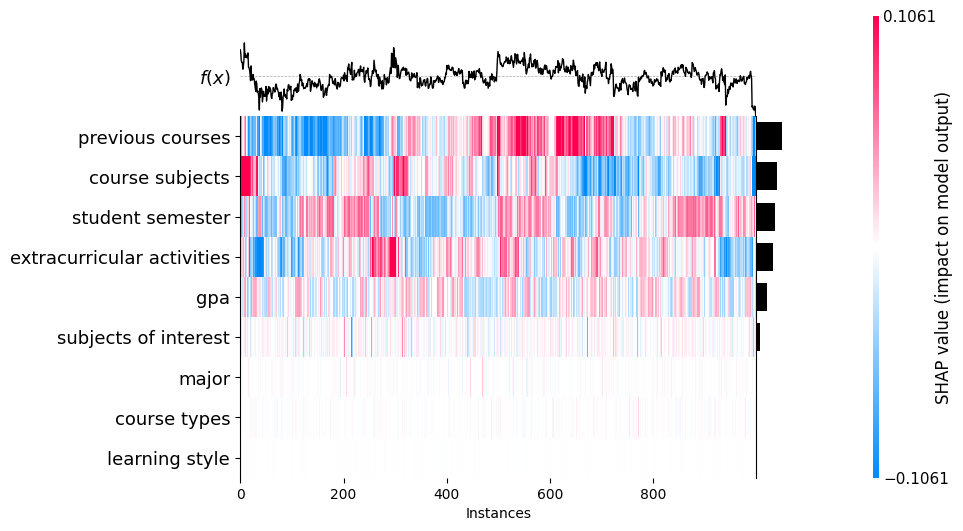 0.1061
f(x)
previous courses
course subjects
student semester
extracurricular activities
gpa
subjects of interest
major
course types
learning style
SHAP value (impact on model output)
−0.1061
0 200 400 600 800
Instances